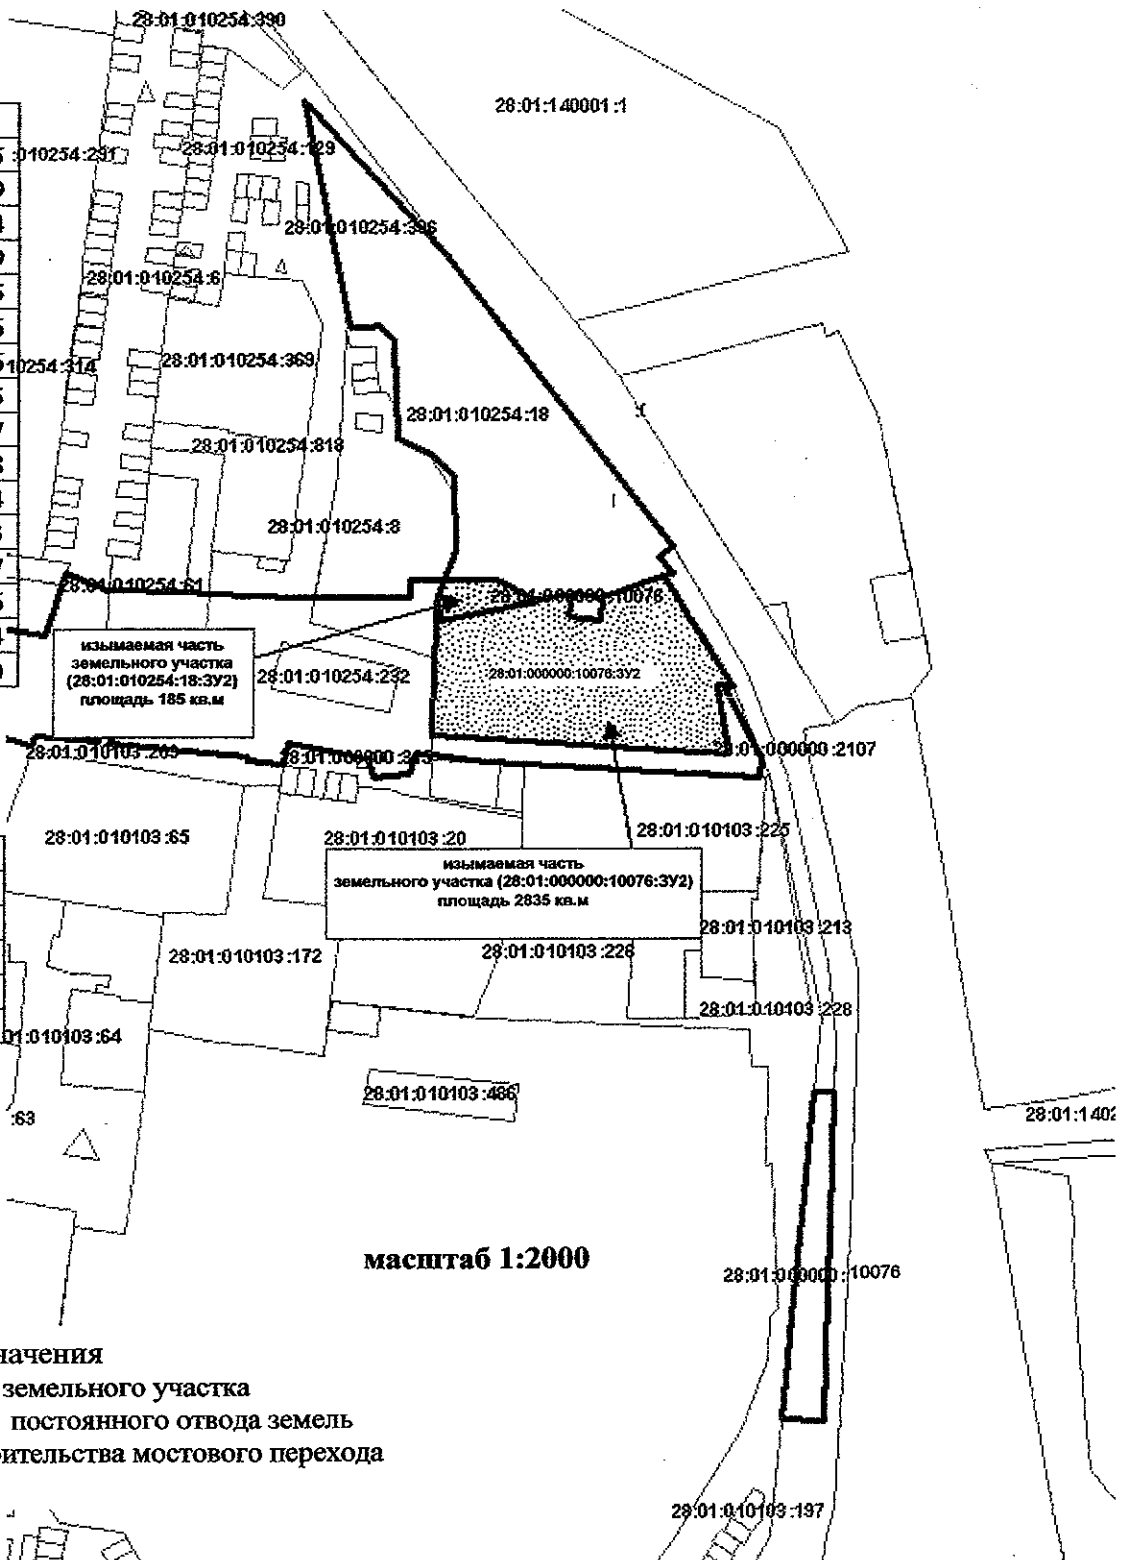 28:01:010254:390
28:01:140001:1
:010254:291
28:01:010254:129
28:01:010254:396
28:01:010254:6
10254:314
28:01:010254:369
28:01:010254:18
28:01:010254:818
28:01:010254:8
28:01:010254:61
28:01:000000:10076
изымаемая часть
земельного участка
(28:01:010254:18:ЗУ2)
площадь 185 кв.м
28:01:010254:232
28:01:000000:10076:ЗУ2
28:01:010103:209
28:01:000000:2107
28:01:010103:65
28:01:010103:20
28:01:010103:225
изымаемая часть
земельного участка (28:01:000000:10076:ЗУ2)
площадь 2835 кв.м
28:01:010103:213
28:01:010103:172
28:01:010103:226
28:01:010103:228
01:010103:64
28:01:010103:486
:63
28:01:1402
масштаб 1:2000
28:01:000000:10076
начения
земельного участка
постоянного отвода земель
оительства мостового перехода
28:01:010103:197